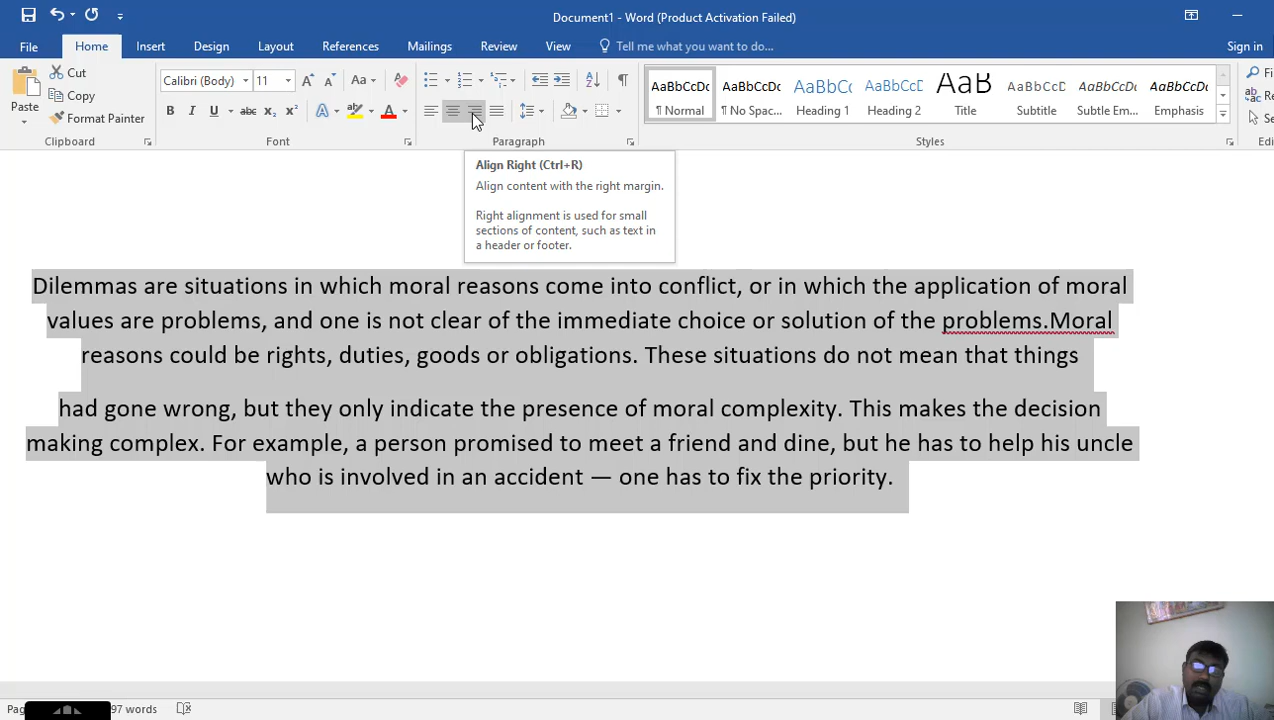 Document1 - Word (Product Activation Failed)
File Home Insert Design Layout References Mailings Review View Tell me what you want to do... Sign in
Paste
Cut
Copy
Format Painter
Clipboard
Calibri (Body) 11
Font
Paragraph
AaBbCcDc AaBbCcDc AaBbCc AaBbCcD AaB AaBbCcD AaBbCcDc AaBbCcDc
¶ Normal ¶ No Spac... Heading 1 Heading 2 Title Subtitle Subtle Em... Emphasis
Styles
Align Right (Ctrl+R)
Align content with the right margin.
Right alignment is used for small
sections of content, such as text in
a header or footer.
Dilemmas are situations in which moral reasons come into conflict, or in which the application of moral
values are problems, and one is not clear of the immediate choice or solution of the problems.Moral
reasons could be rights, duties, goods or obligations. These situations do not mean that things
had gone wrong, but they only indicate the presence of moral complexity. This makes the decision
making complex. For example, a person promised to meet a friend and dine, but he has to help his uncle
who is involved in an accident — one has to fix the priority.
97 words